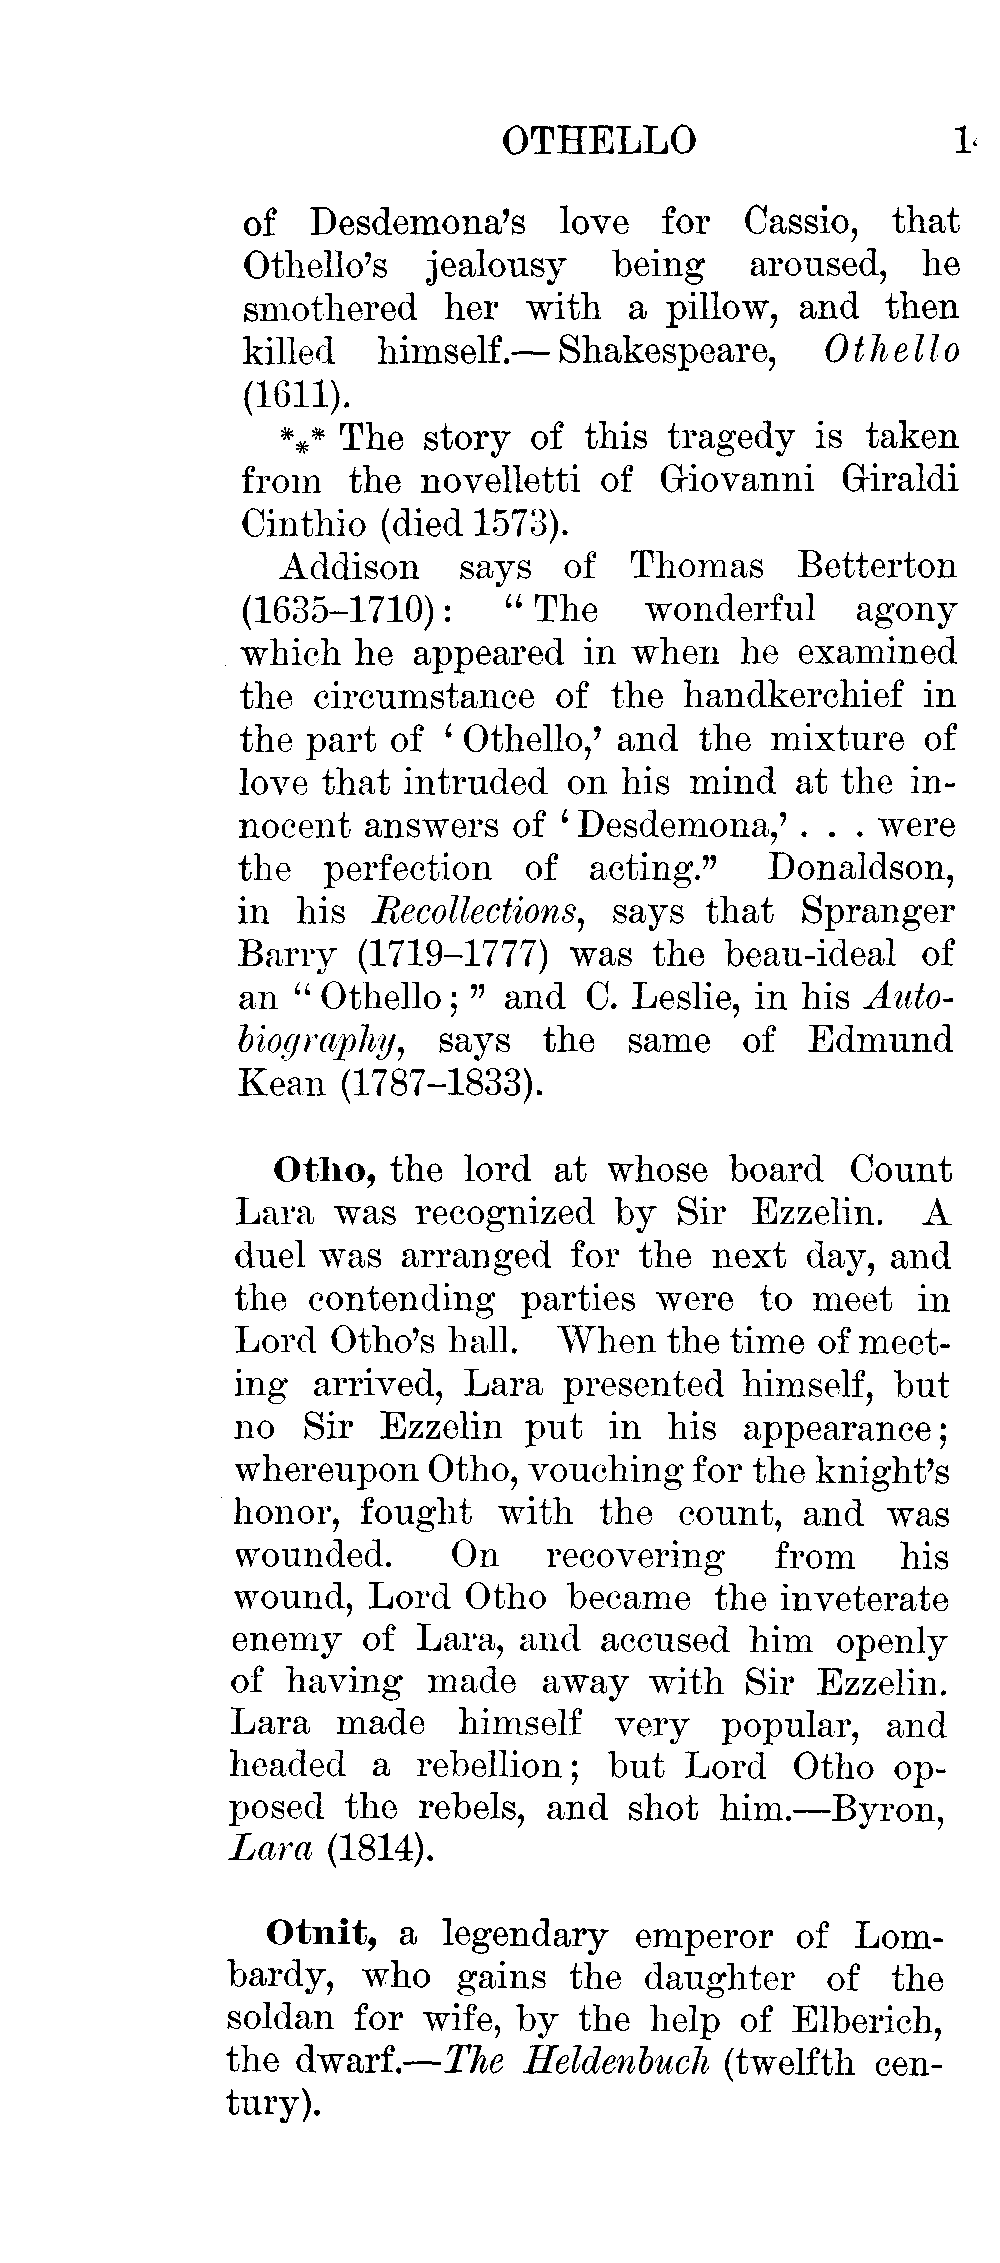 OTHELLO 1
of Desdemona's love for Cassio, that
Othello's jealousy being aroused, he
smothered her with a pillow, and then
killed himself.— Shakespeare, Othello
(1611).
*⁎* The story of this tragedy is taken
from the novelletti of Giovanni Giraldi
Cinthio (died 1573).
Addison says of Thomas Betterton
(1635–1710): “ The wonderful agony
which he appeared in when he examined
the circumstance of the handkerchief in
the part of ‘ Othello,’ and the mixture of
love that intruded on his mind at the in-
nocent answers of ‘ Desdemona,’ . . . were
the perfection of acting.” Donaldson,
in his Recollections, says that Spranger
Barry (1719–1777) was the beau-ideal of
an “ Othello ; ” and C. Leslie, in his Auto-
biography, says the same of Edmund
Kean (1787–1833).
Otho, the lord at whose board Count
Lara was recognized by Sir Ezzelin. A
duel was arranged for the next day, and
the contending parties were to meet in
Lord Otho's hall. When the time of meet-
ing arrived, Lara presented himself, but
no Sir Ezzelin put in his appearance;
whereupon Otho, vouching for the knight's
honor, fought with the count, and was
wounded. On recovering from his
wound, Lord Otho became the inveterate
enemy of Lara, and accused him openly
of having made away with Sir Ezzelin.
Lara made himself very popular, and
headed a rebellion; but Lord Otho op-
posed the rebels, and shot him.—Byron,
Lara (1814).
Otnit, a legendary emperor of Lom-
bardy, who gains the daughter of the
soldan for wife, by the help of Elberich,
the dwarf.—The Heldenbuch (twelfth cen-
tury).